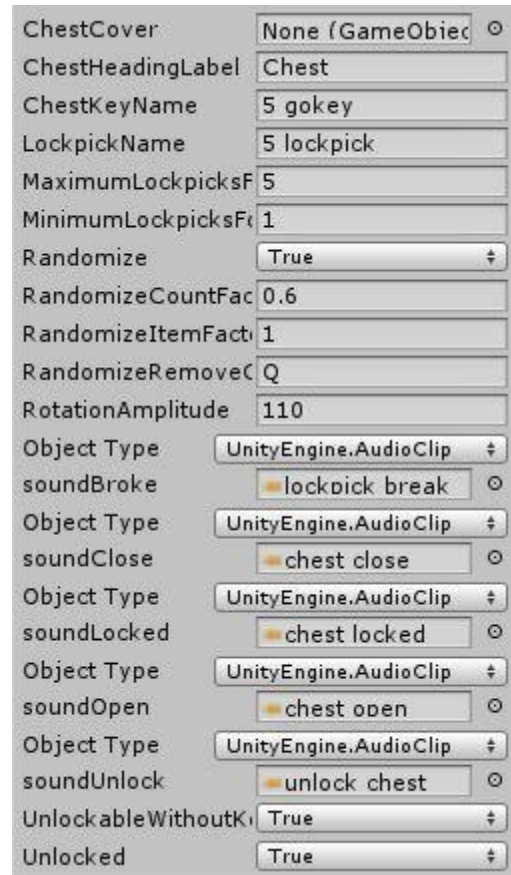 ChestCover None (GameObjec
ChestHeadingLabel Chest
ChestKeyName 5 gokey
LockpickName 5 lockpick
MaximumLockpicksF 5
MinimumLockpicksFo 1
Randomize True
RandomizeCountFac 0.6
RandomizeItemFacto 1
RandomizeRemoveC Q
RotationAmplitude 110
Object Type UnityEngine.AudioClip
soundBroke lockpick break
Object Type UnityEngine.AudioClip
soundClose chest close
Object Type UnityEngine.AudioClip
soundLocked chest locked
Object Type UnityEngine.AudioClip
soundOpen chest open
Object Type UnityEngine.AudioClip
soundUnlock unlock chest
UnlockableWithoutK True
Unlocked True